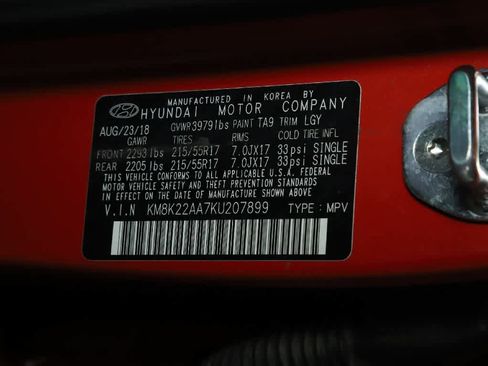 MANUFACTURED IN KOREA BY
HYUNDAI MOTOR COMPANY
AUG/23/18 GVWR3979lbs PAINT TA9 TRIM LGY
GAWR TIRES RIMS COLD TIRE INFL
FRONT 2293lbs 215/55R17 7.0JX17 33psi SINGLE
REAR 2205lbs 215/55R17 7.0JX17 33psi SINGLE
THIS VEHICLE CONFORMS TO ALL APPLICABLE U.S.A. FEDERAL
MOTOR VEHICLE SAFETY AND THEFT PREVENTION
STANDARDS IN EFFECT ON THE DATE OF MANUFACTURE SHOWN ABOVE.
V.I.N KM8K22AA7KU207899 TYPE: MPV